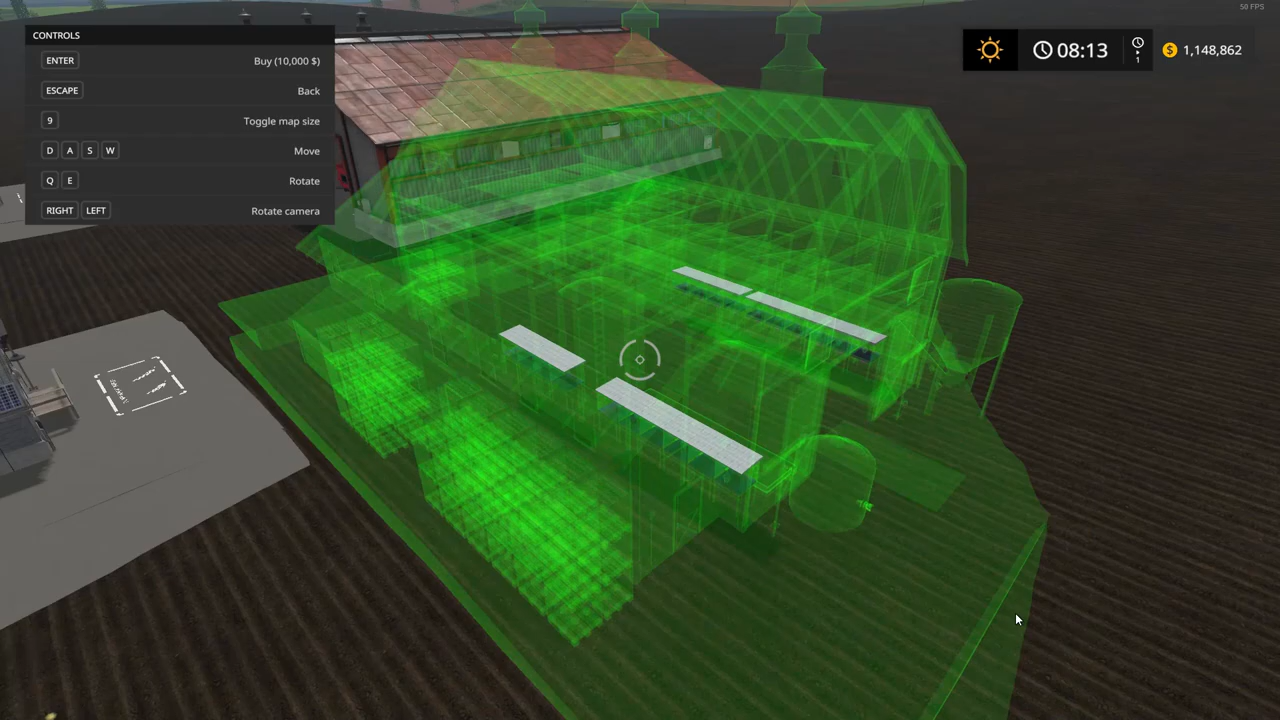 50 FPS
CONTROLS
ENTER Buy (10,000 $)
ESCAPE Back
9 Toggle map size
D A S W Move
Q E Rotate
RIGHT LEFT Rotate camera
08:13
1
$ 1,148,862